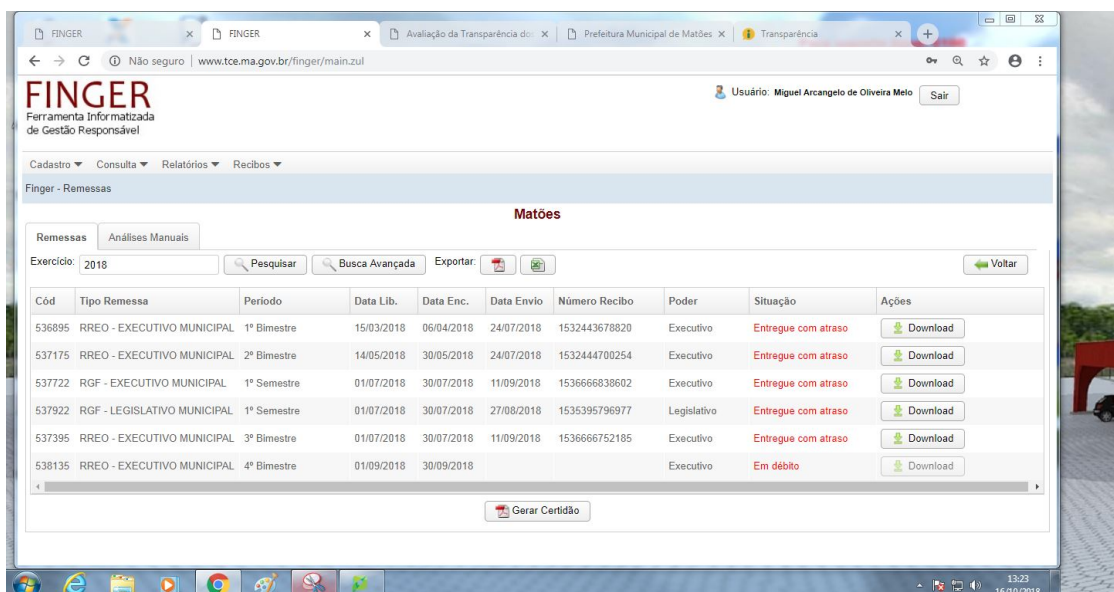 FINGER
FINGER
Avaliação da Transparência dos
Prefeitura Municipal de Matões
Transparência
Não seguro | www.tce.ma.gov.br/finger/main.zul
FINGER
Ferramenta Informatizada
de Gestão Responsável
Usuário: Miguel Arcangelo de Oliveira Melo Sair
Cadastro Consulta Relatórios Recibos
Finger - Remessas
Matões
Remessas Análises Manuais
Exercício: 2018 Pesquisar Busca Avançada Exportar: Voltar
Cód Tipo Remessa Período Data Lib. Data Enc. Data Envio Número Recibo Poder Situação Ações
536895 RREO - EXECUTIVO MUNICIPAL 1º Bimestre 15/03/2018 06/04/2018 24/07/2018 1532443678820 Executivo Entregue com atraso Download
537175 RREO - EXECUTIVO MUNICIPAL 2º Bimestre 14/05/2018 30/05/2018 24/07/2018 1532444700254 Executivo Entregue com atraso Download
537722 RGF - EXECUTIVO MUNICIPAL 1º Semestre 01/07/2018 30/07/2018 11/09/2018 1536666838602 Executivo Entregue com atraso Download
537922 RGF - LEGISLATIVO MUNICIPAL 1º Semestre 01/07/2018 30/07/2018 27/08/2018 1535395796977 Legislativo Entregue com atraso Download
537395 RREO - EXECUTIVO MUNICIPAL 3º Bimestre 01/07/2018 30/07/2018 11/09/2018 1536666752185 Executivo Entregue com atraso Download
538135 RREO - EXECUTIVO MUNICIPAL 4º Bimestre 01/09/2018 30/09/2018 Executivo Em débito Download
Gerar Certidão
13:23
16/10/2018